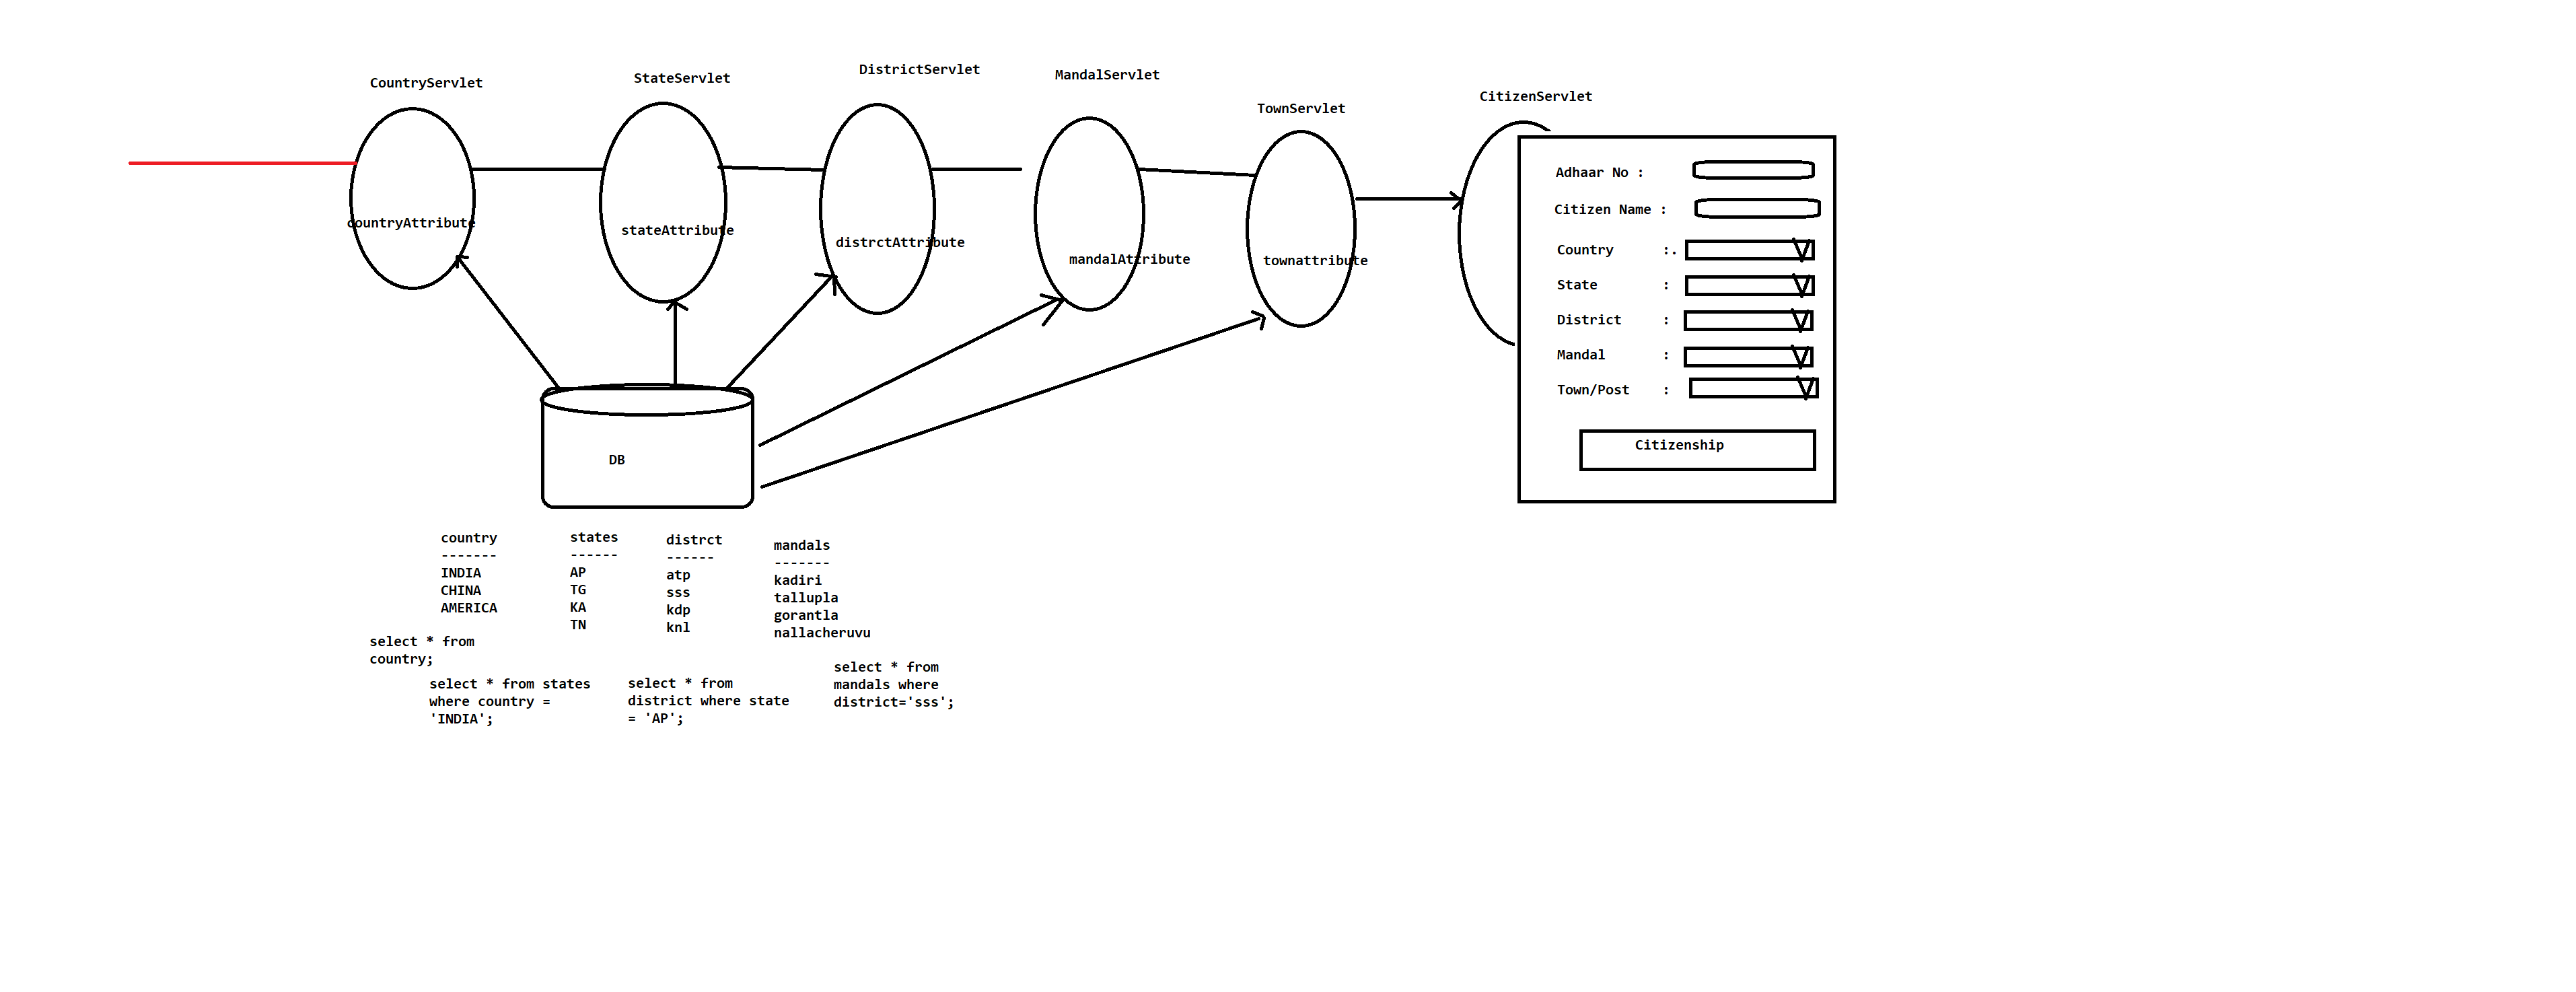 CountryServlet
StateServlet
DistrictServlet
MandalServlet
TownServlet
CitizenServlet
countryAttribute
stateAttribute
distrctAttribute
mandalAttribute
townattribute
Adhaar No :
Citizen Name :
Country :.
State :
District :
Mandal :
Town/Post :
Citizenship
DB
country
-------
INDIA
CHINA
AMERICA
states
------
AP
TG
KA
TN
distrct
------
atp
sss
kdp
knl
mandals
-------
kadiri
tallupla
gorantla
nallacheruvu
select * from
country;
select * from states
where country =
'INDIA';
select * from
district where state
= 'AP';
select * from
mandals where
district='sss';